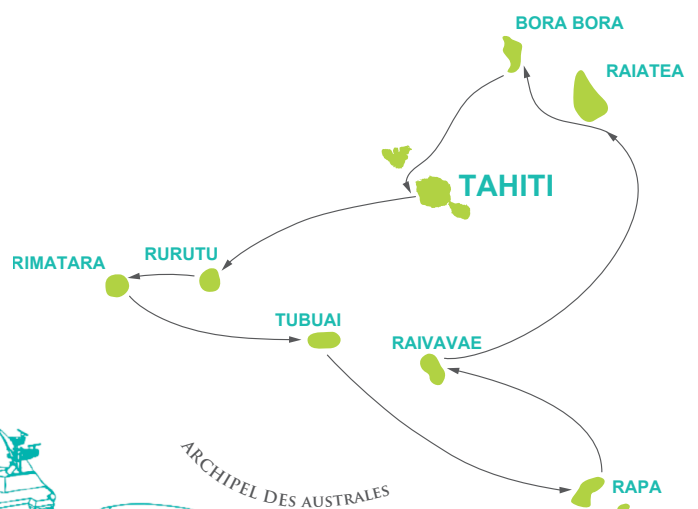 BORA BORA
RAIATEA
TAHITI
RURUTU
RIMATARA
TUBUAI
RAIVAVAE
ARCHIPEL DES AUSTRALES
RAPA